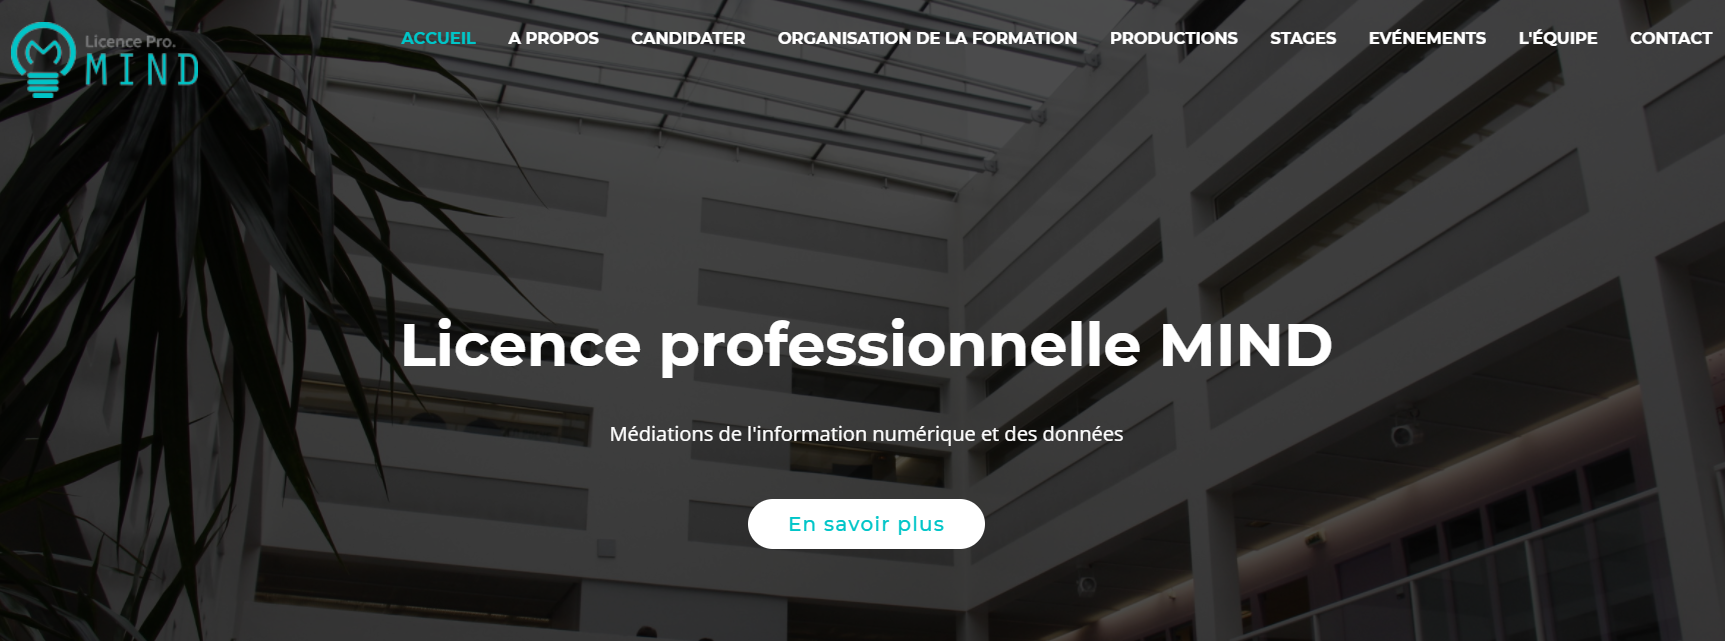 Licence Pro.
MIND
ACCUEIL A PROPOS CANDIDATER ORGANISATION DE LA FORMATION PRODUCTIONS STAGES EVÉNEMENTS L'ÉQUIPE CONTACT
Licence professionnelle MIND
Médiations de l'information numérique et des données
En savoir plus